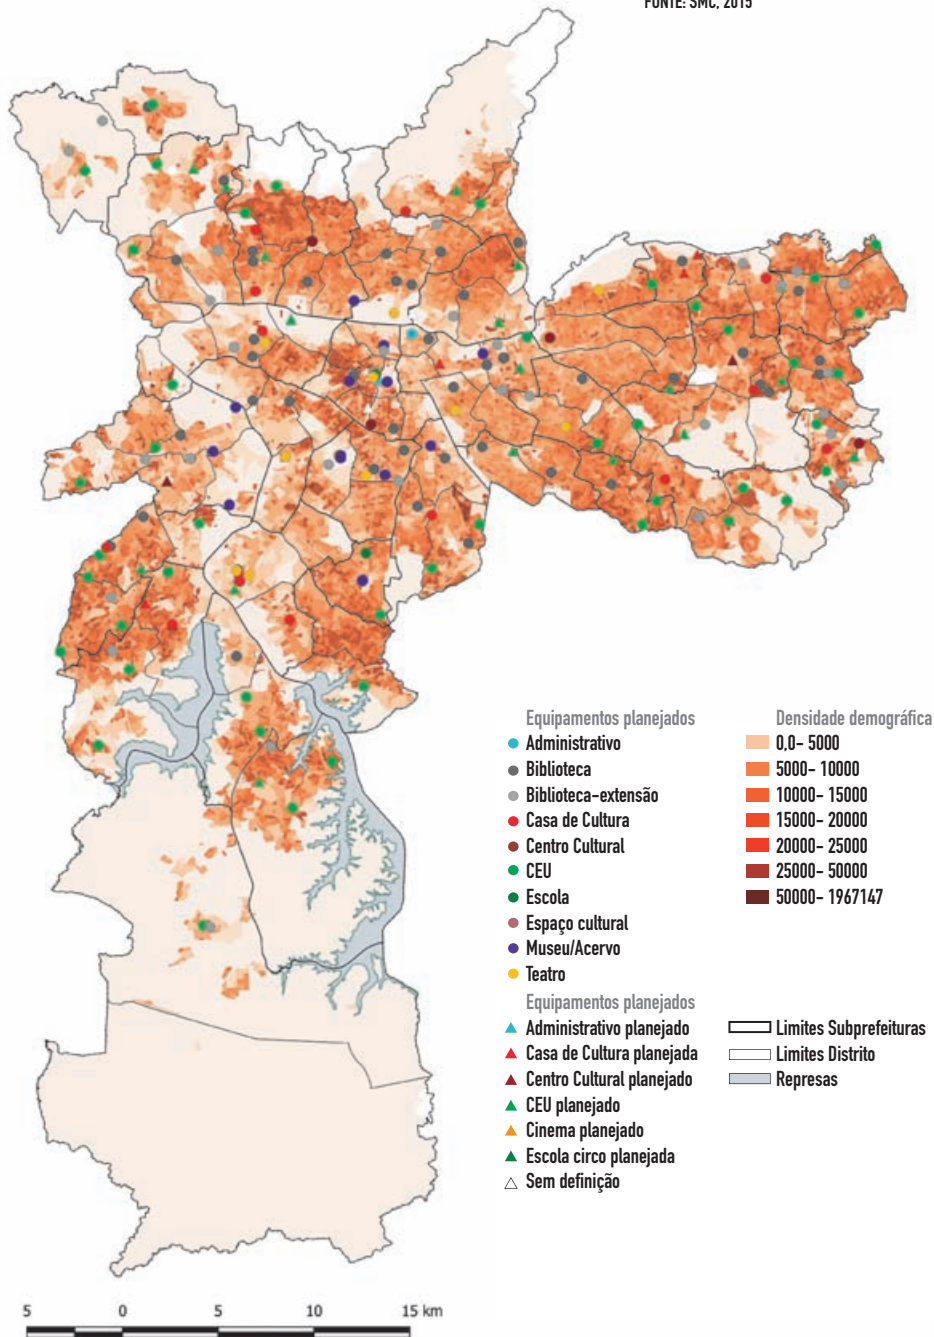 FONTE: SMC, 2015
Equipamentos planejados
Administrativo
Biblioteca
Biblioteca-extensão
Casa de Cultura
Centro Cultural
CEU
Escola
Espaço cultural
Museu/Acervo
Teatro
Equipamentos planejados
Administrativo planejado
Casa de Cultura planejada
Centro Cultural planejado
CEU planejado
Cinema planejado
Escola circo planejada
Sem definição
Densidade demográfica
0,0- 5000
5000- 10000
10000- 15000
15000- 20000
20000- 25000
25000- 50000
50000- 1967147
Limites Subprefeituras
Limites Distrito
Represas
5 0 5 10 15 km